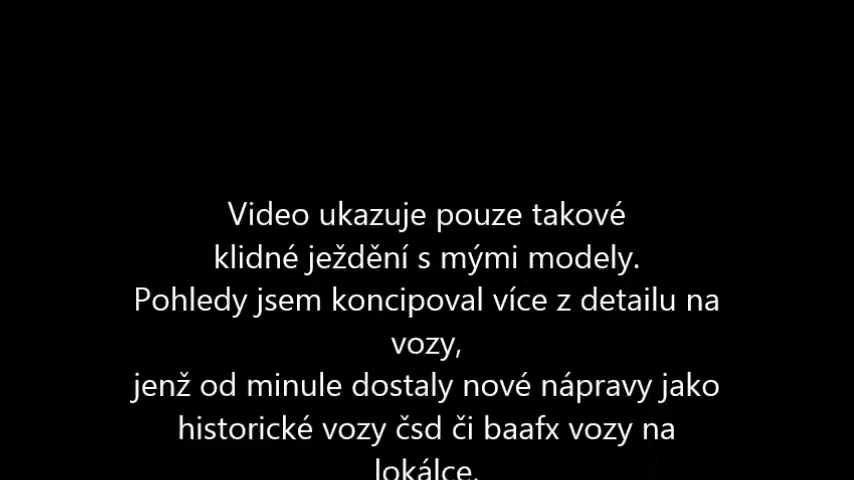 Video ukazuje pouze takové
klidné ježdění s mými modely.
Pohledy jsem koncipoval více z detailu na
vozy,
jenž od minule dostaly nové nápravy jako
historické vozy čsd či baafx vozy na
lokálce.